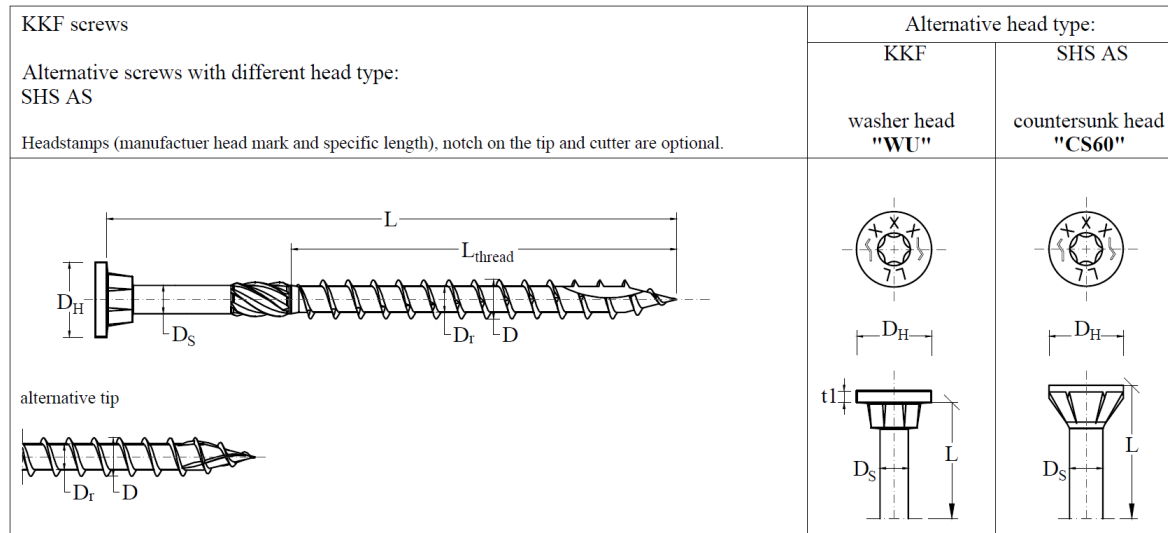 KKF screws
Alternative screws with different head type:
SHS AS
Headstamps (manufactuer head mark and specific length), notch on the tip and cutter are optional.
Alternative head type:
KKF
washer head
"WU"
SHS AS
countersunk head
"CS60"
L
Lthread
DH
DS
Dr
D
alternative tip
Dr
D
X X X
DH
t1
DS
L
X X X
DH
DS
L